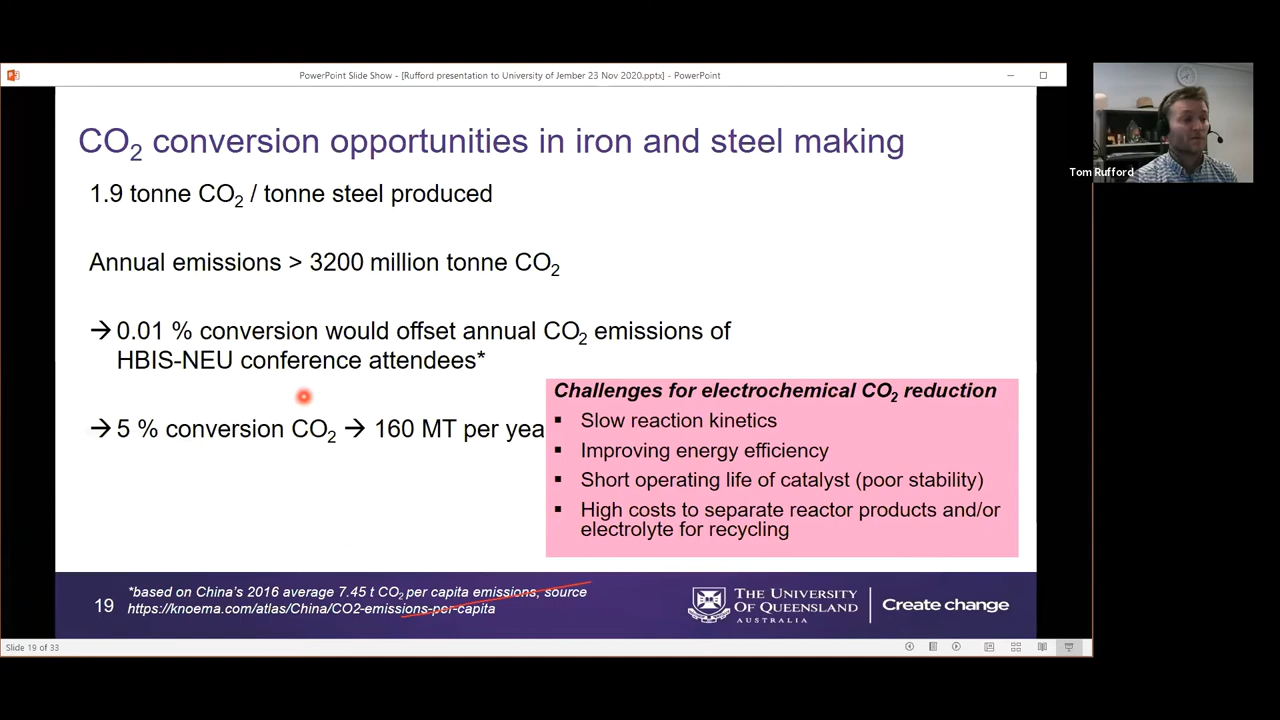 PowerPoint Slide Show - [Rufford presentation to University of Jember 23 Nov 2020.pptx] - PowerPoint
CO₂ conversion opportunities in iron and steel making
1.9 tonne CO₂ / tonne steel produced
Annual emissions > 3200 million tonne CO₂
→ 0.01 % conversion would offset annual CO₂ emissions of
HBIS-NEU conference attendees*
→ 5 % conversion CO₂ → 160 MT per yea
Challenges for electrochemical CO₂ reduction
▪ Slow reaction kinetics
▪ Improving energy efficiency
▪ Short operating life of catalyst (poor stability)
▪ High costs to separate reactor products and/or
electrolyte for recycling
*based on China's 2016 average 7.45 t CO₂ per capita emissions, source
https://knoema.com/atlas/China/CO2-emissions-per-capita
19
THE UNIVERSITY
OF QUEENSLAND
AUSTRALIA
Create change
Slide 19 of 33
Tom Rufford